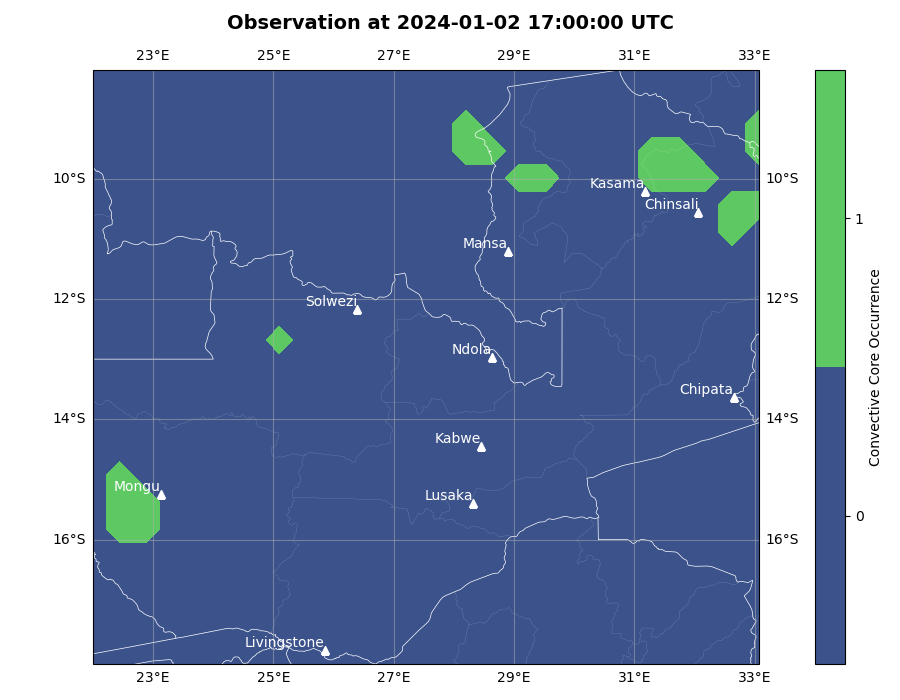 Observation at 2024-01-02 17:00:00 UTC
23°E 25°E 27°E 29°E 31°E 33°E
10°S 10°S
Kasama
Chinsali
Mansa
1
12°S 12°S
Solwezi
Ndola
Chipata
14°S 14°S
Kabwe
Mongu
Lusaka
0
16°S 16°S
Livingstone
23°E 25°E 27°E 29°E 31°E 33°E
Convective Core Occurrence